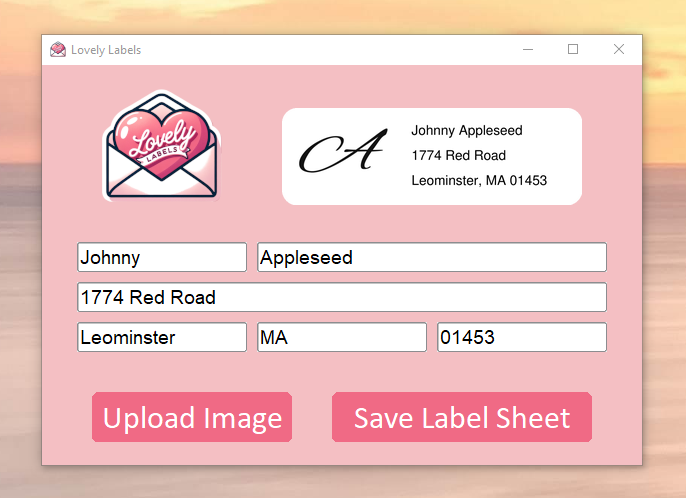 Lovely Labels
Lovely
LABELS
A
Johnny Appleseed
1774 Red Road
Leominster, MA 01453
Johnny
Appleseed
1774 Red Road
Leominster
MA
01453
Upload Image
Save Label Sheet